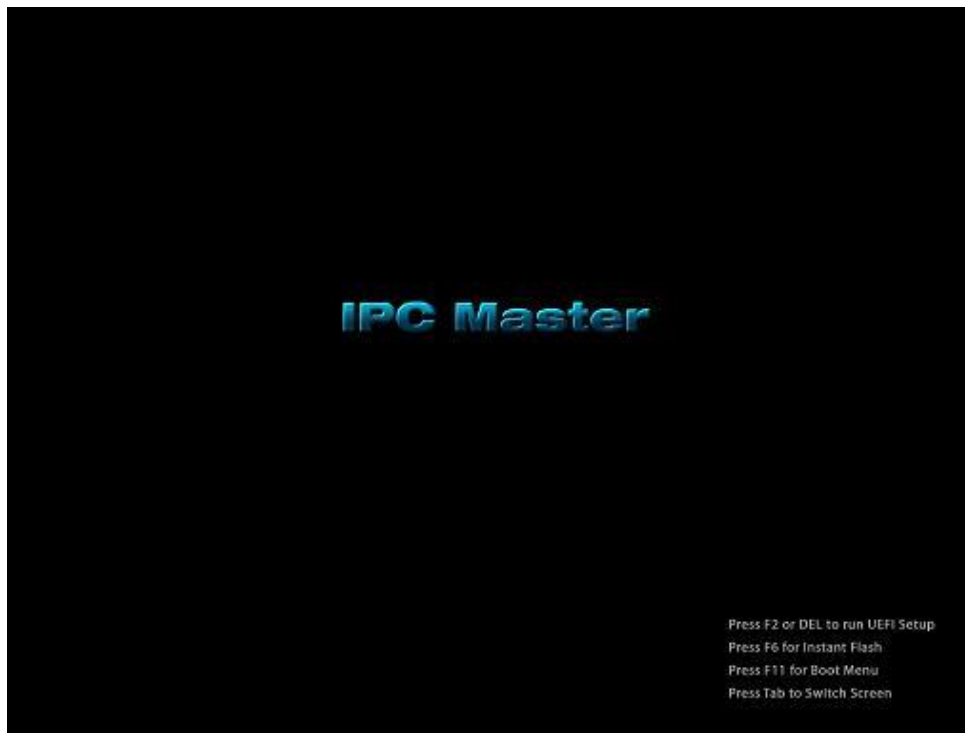 IPC Master
Press F2 or DEL to run UEFI Setup
Press F6 for Instant Flash
Press F11 for Boot Menu
Press Tab to Switch Screen